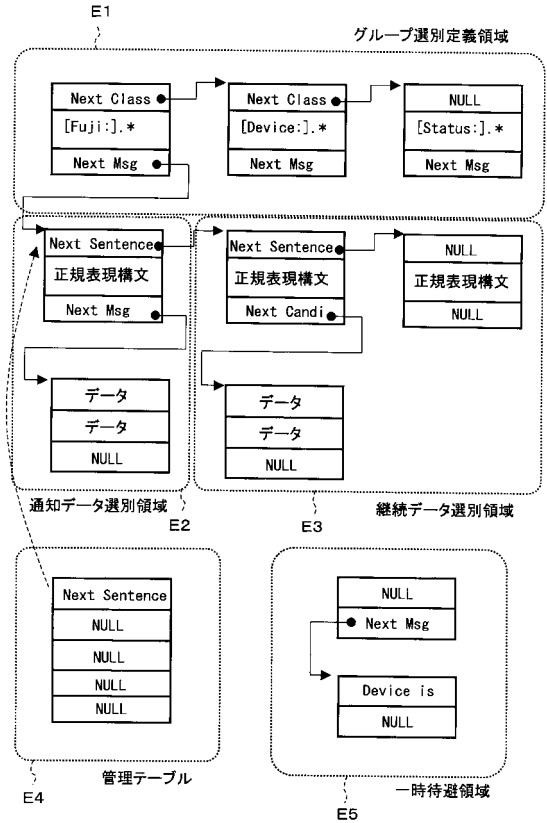 E1
グループ選別定義領域
Next Class
Next Class
NULL
[Fuji:].*
[Device:].*
[Status:].*
Next Msg
Next Msg
Next Msg
Next Sentence
Next Sentence
NULL
正規表現構文
正規表現構文
正規表現構文
Next Msg
Next Candi
NULL
データ
データ
データ
データ
NULL
NULL
通知データ選別領域
E2
E3
継続データ選別領域
Next Sentence
NULL
NULL
NULL
NULL
NULL
Next Msg
Device is
NULL
管理テーブル
E4
一時待避領域
E5